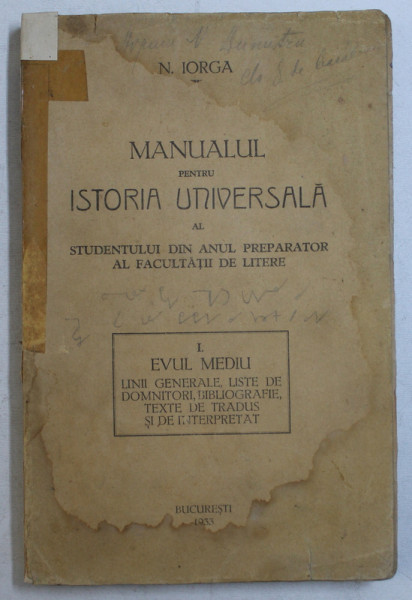 N. IORGA
MANUALUL
PENTRU
ISTORIA UNIVERSALĂ
AL
STUDENTULUI DIN ANUL PREPARATOR
AL FACULTĂȚII DE LITERE
I.
EVUL MEDIU
LINII GENERALE, LISTE DE
DOMNITORI, BIBLIOGRAFIE,
TEXTE DE TRADUS
ȘI DE INTERPRETAT
BUCUREȘTI
1933